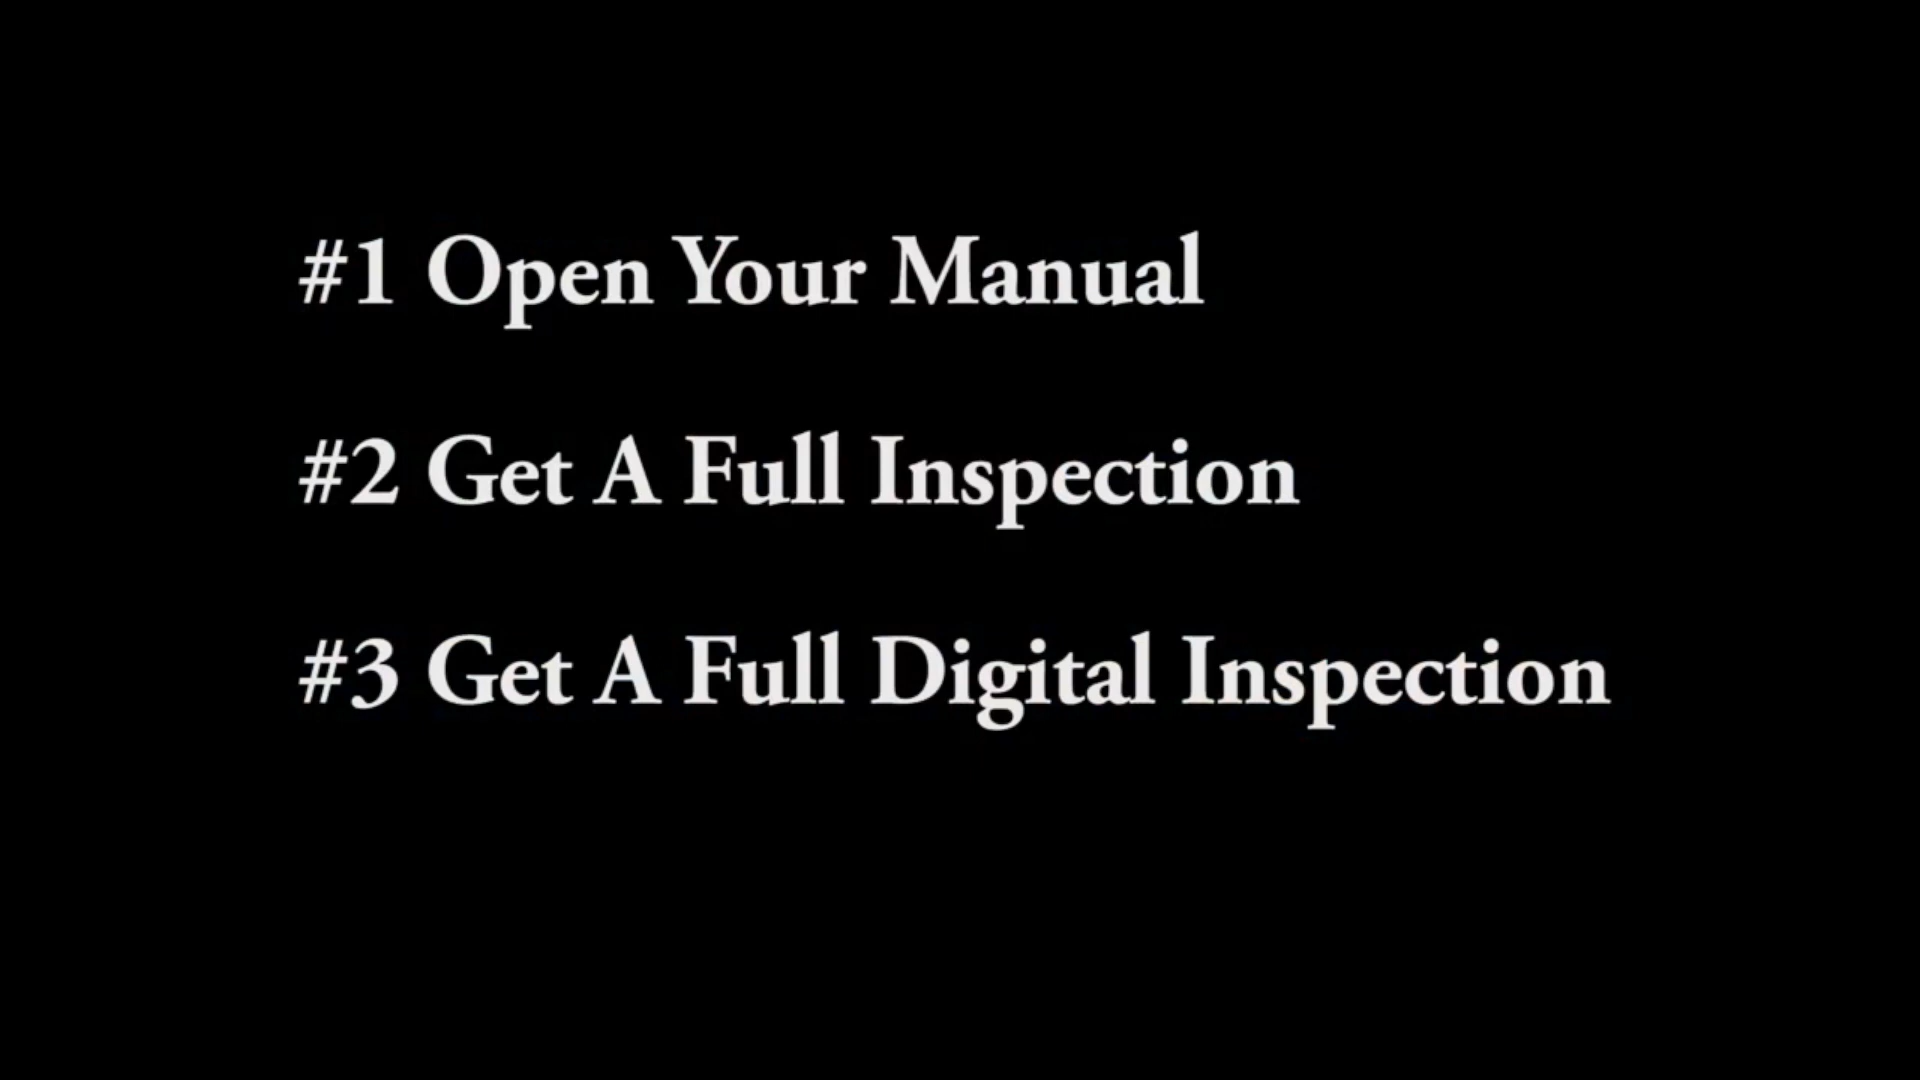 #1 Open Your Manual
#2 Get A Full Inspection
#3 Get A Full Digital Inspection